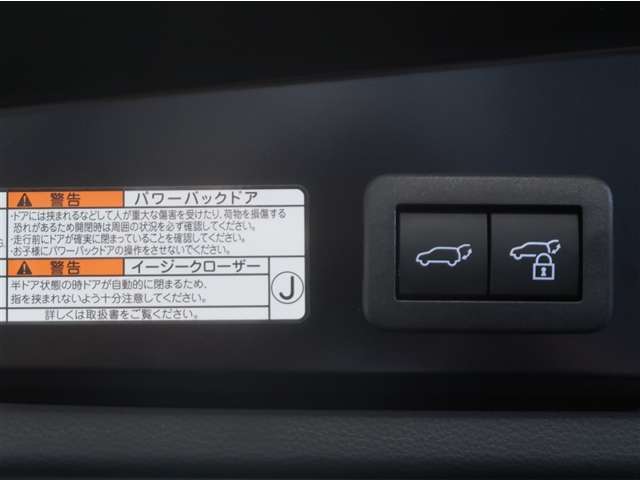 警告 パワーバックドア
・ドアには挟まれるなどして人が重大な傷害を受けたり、荷物を損傷する
恐れがあるため開閉時は周囲の状況を必ず確認してください。
・走行前にドアが確実に閉まっていることを確認してください。
・お子様にパワーバックドアの操作をさせないでください。
警告 イージークローザー
半ドア状態の時ドアが自動的に閉まるため、
指を挟まれないよう十分注意してください。
J
詳しくは取扱書をご覧ください。